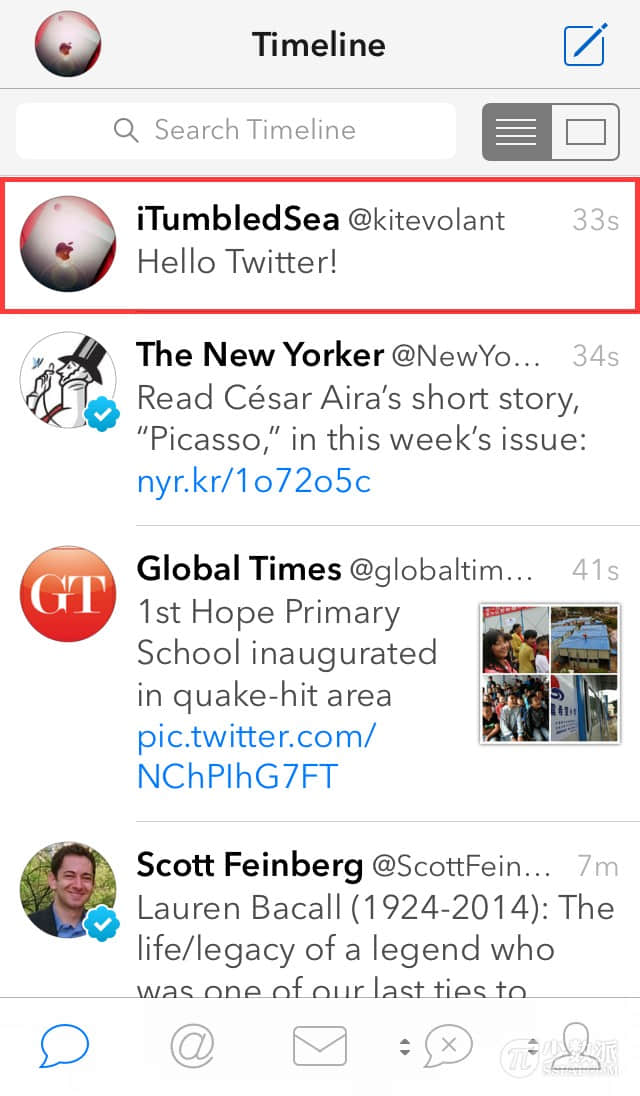 Timeline
Search Timeline
iTumbledSea @kitevolant 33s
Hello Twitter!
The New Yorker @NewYo... 34s
Read César Aira’s short story,
“Picasso,” in this week’s issue:
nyr.kr/1o72o5c
Global Times @globaltim... 41s
GT
1st Hope Primary
School inaugurated
in quake-hit area
pic.twitter.com/
NChPIhG7FT
Scott Feinberg @ScottFein... 7m
Lauren Bacall (1924-2014): The
life/legacy of a legend who
was one of our last ties to
@
少数派
SSPAI.COM